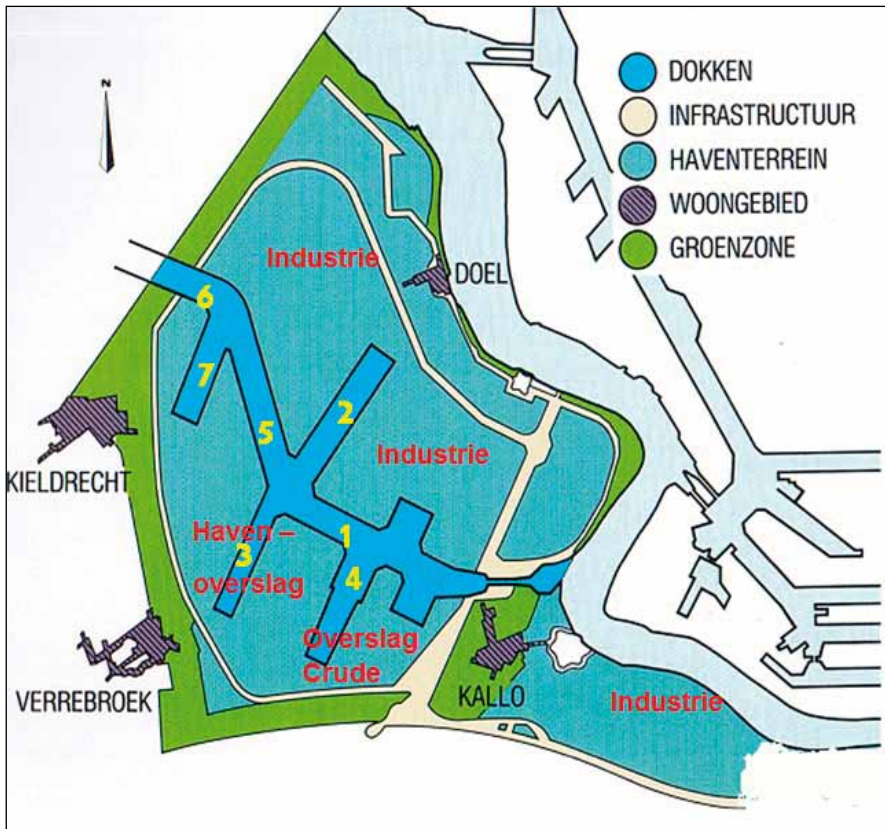 N
DOKKEN
INFRASTRUCTUUR
HAVENTERREIN
WOONGEBIED
GROENZONE
Industrie
DOEL
6
7
2
5
KIELDRECHT
Industrie
Haven –
overslag
1
3
4
Overslag
Crude
VERREBROEK
KALLO
Industrie